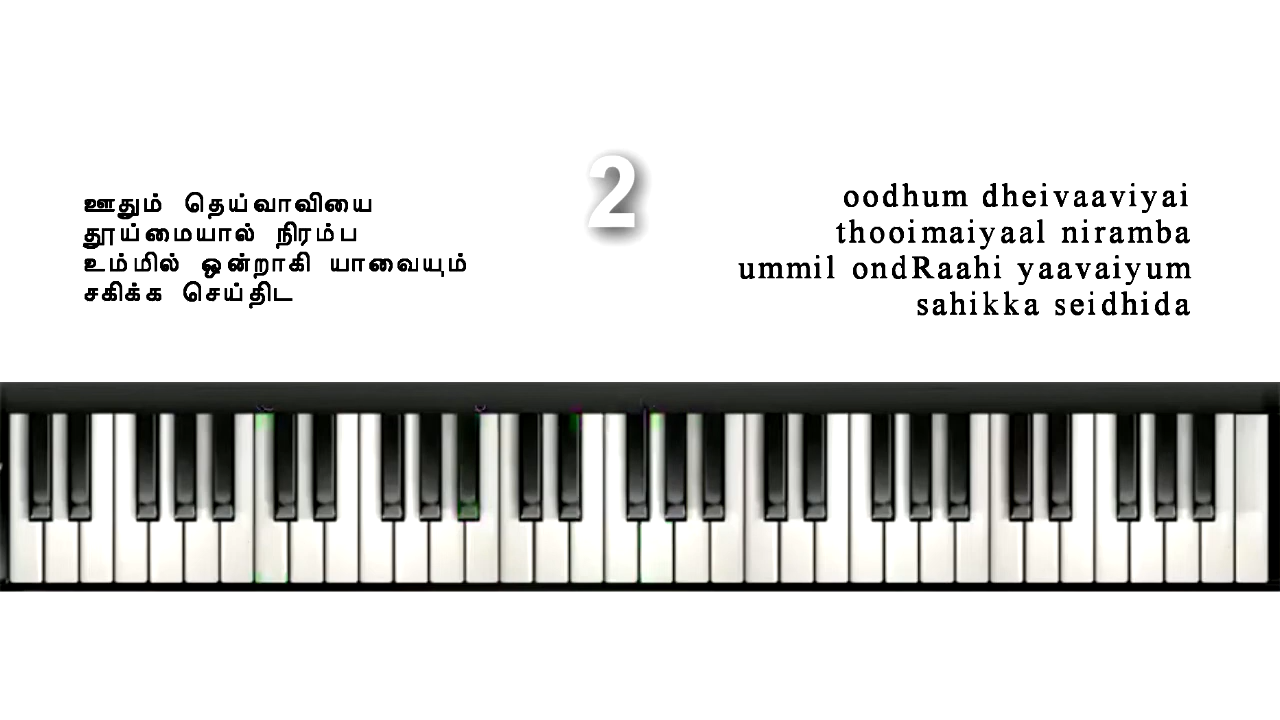 2
ஊதும் தெய்வாவியை
தூய்மையால் நிரம்ப
உம்மில் ஒன்றாகி யாவையும்
சகிக்க செய்திட
oodhum dheivaaviyai
thooimaiyaal niramba
ummil ondRaahi yaavaiyum
sahikka seidhida